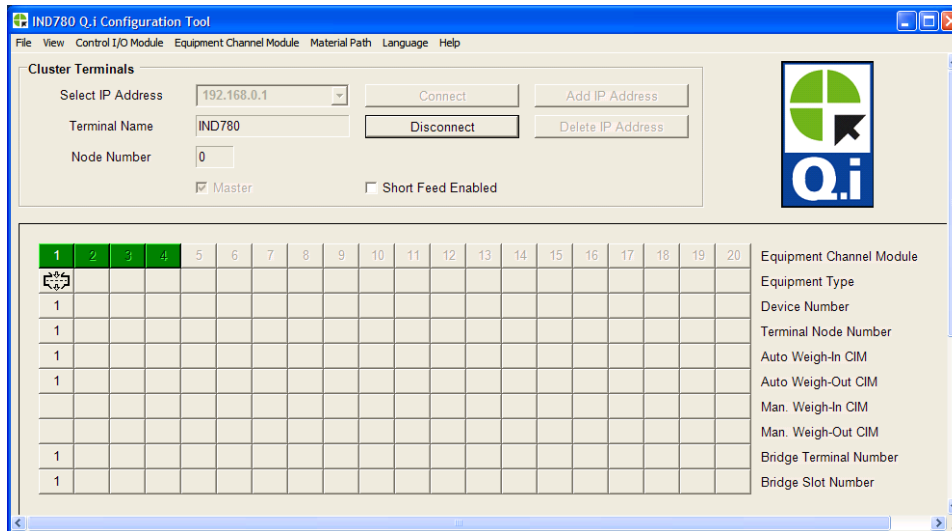 IND780 Q.i Configuration Tool
File View Control I/O Module Equipment Channel Module Material Path Language Help
Cluster Terminals
Select IP Address 192.168.0.1 Connect Add IP Address
Terminal Name IND780 Disconnect Delete IP Address
Node Number 0
Master Short Feed Enabled
Q.i
1 2 3 4 5 6 7 8 9 10 11 12 13 14 15 16 17 18 19 20 Equipment Channel Module
Equipment Type
1 Device Number
1 Terminal Node Number
1 Auto Weigh-In CIM
1 Auto Weigh-Out CIM
Man. Weigh-In CIM
Man. Weigh-Out CIM
1 Bridge Terminal Number
1 Bridge Slot Number